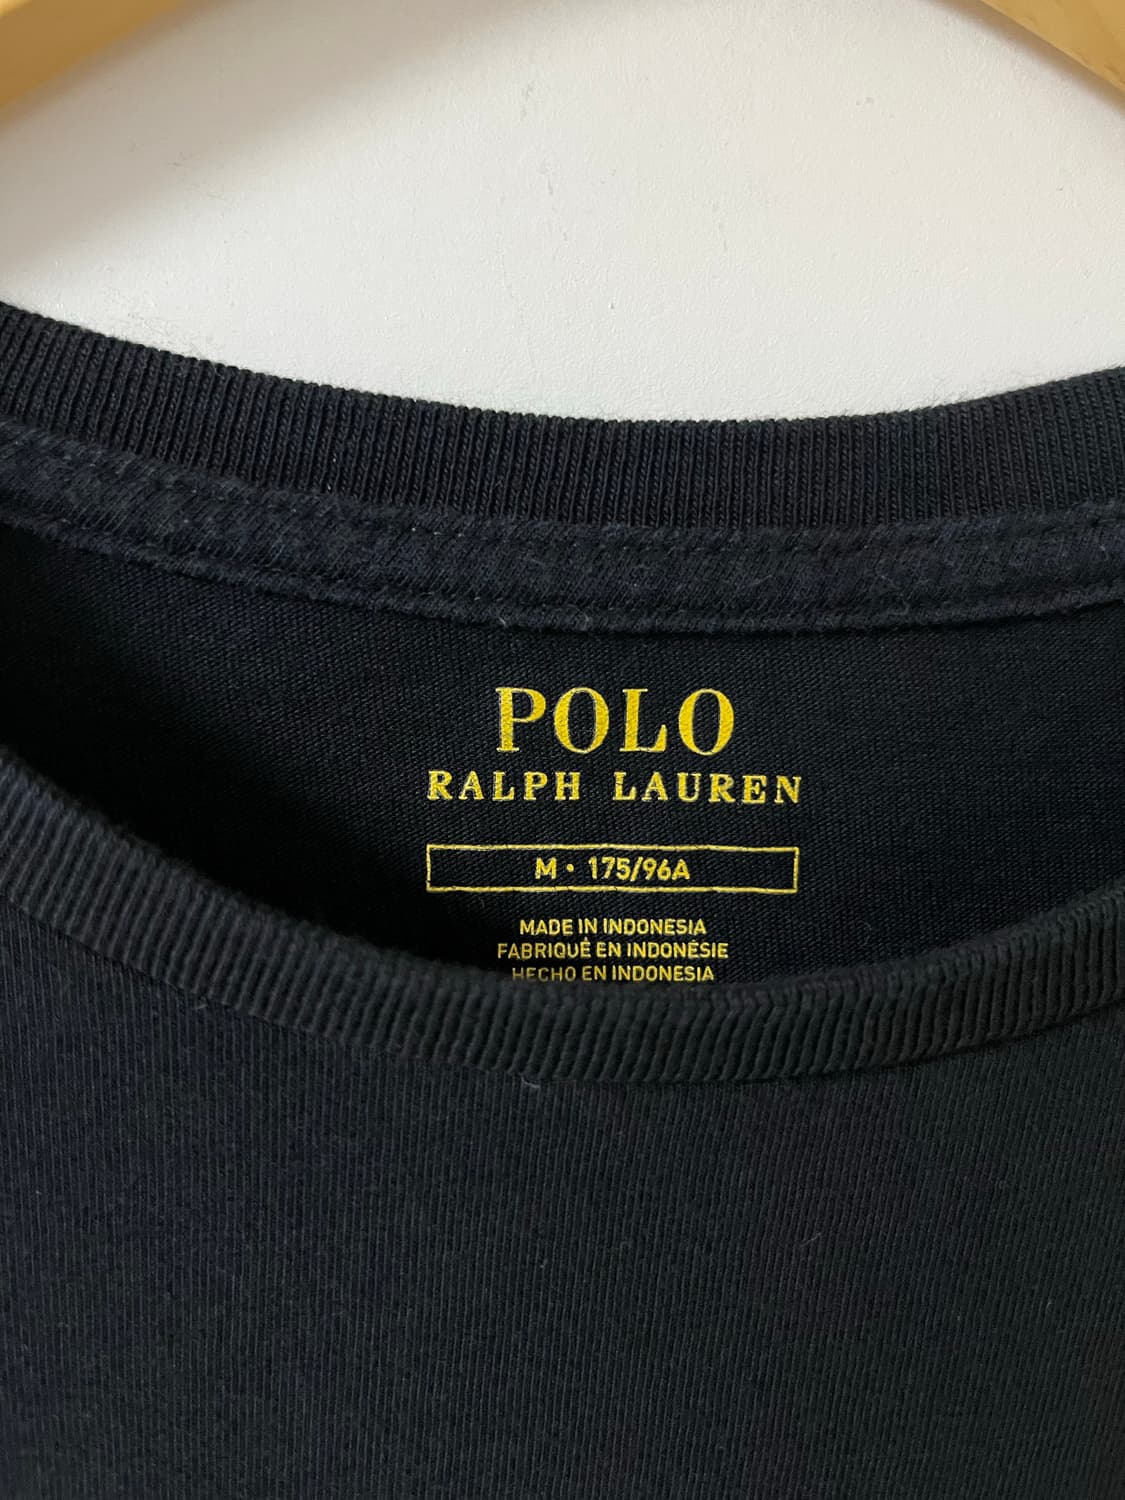 POLO
RALPH LAUREN
M • 175/96A
MADE IN INDONESIA
FABRIQUÉ EN INDONÉSIE
HECHO EN INDONESIA